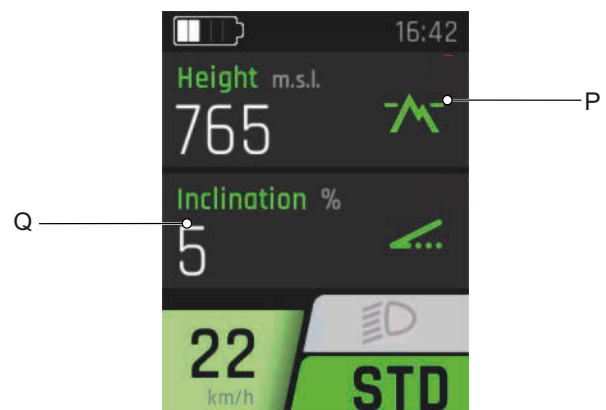 16:42
Height m.s.l.
765
P
Inclination %
Q
5
22
km/h
STD